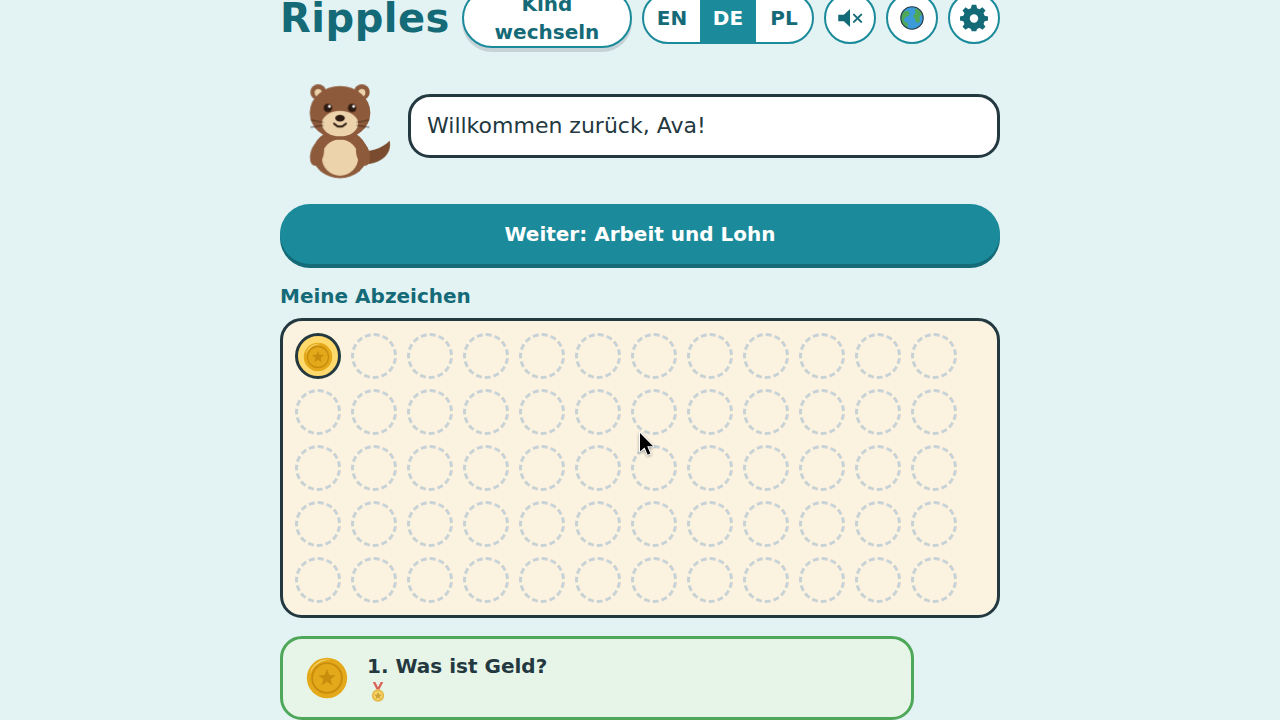 Ripples
Kind
wechseln
EN DE PL
Willkommen zurück, Ava!
Weiter: Arbeit und Lohn
Meine Abzeichen
1. Was ist Geld?